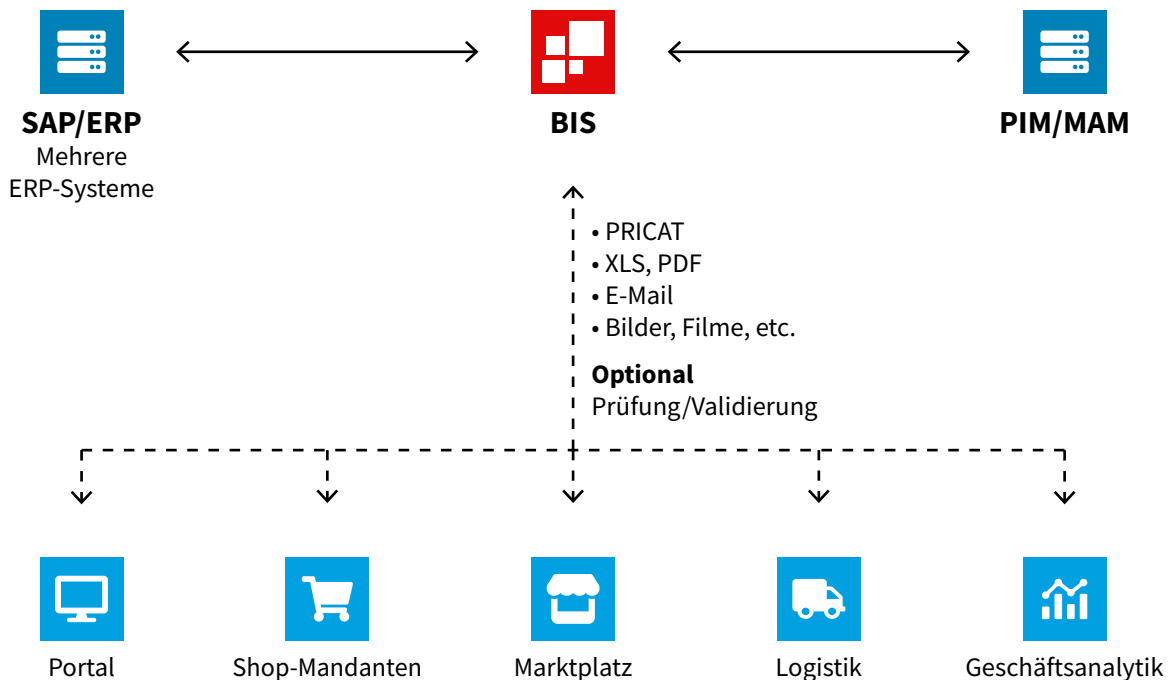 SAP/ERP
Mehrere
ERP-Systeme
BIS
PIM/MAM
• PRICAT
• XLS, PDF
• E-Mail
• Bilder, Filme, etc.
Optional
Prüfung/Validierung
Portal
Shop-Mandanten
Marktplatz
Logistik
Geschäftsanalytik